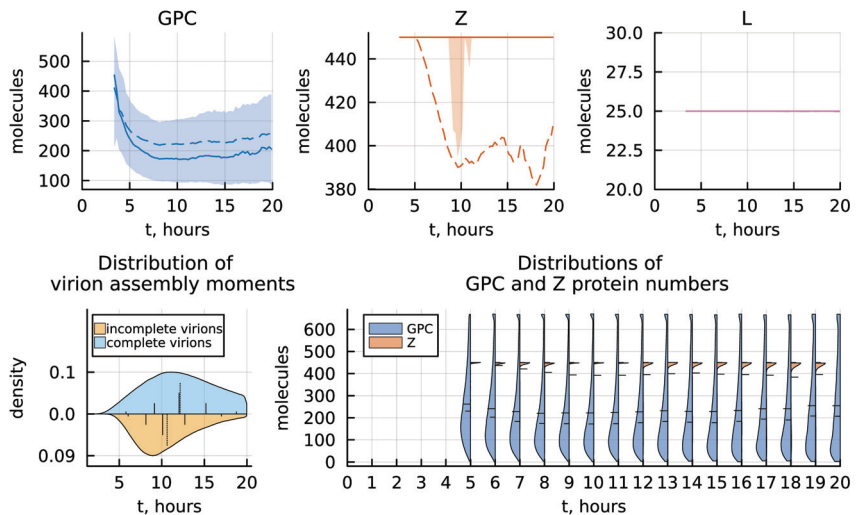 GPC
molecules
500
400
300
200
100
0 5 10 15 20
t, hours
Z
molecules
440
420
400
380
0 5 10 15 20
t, hours
L
molecules
30.0
27.5
25.0
22.5
20.0
0 5 10 15 20
t, hours
Distribution of
virion assembly moments
incomplete virions
complete virions
density
0.1
0.0
0.09
5 10 15 20
t, hours
Distributions of
GPC and Z protein numbers
GPC
Z
molecules
600
500
400
300
200
100
0
0 1 2 3 4 5 6 7 8 9 10 11 12 13 14 15 16 17 18 19 20
t, hours